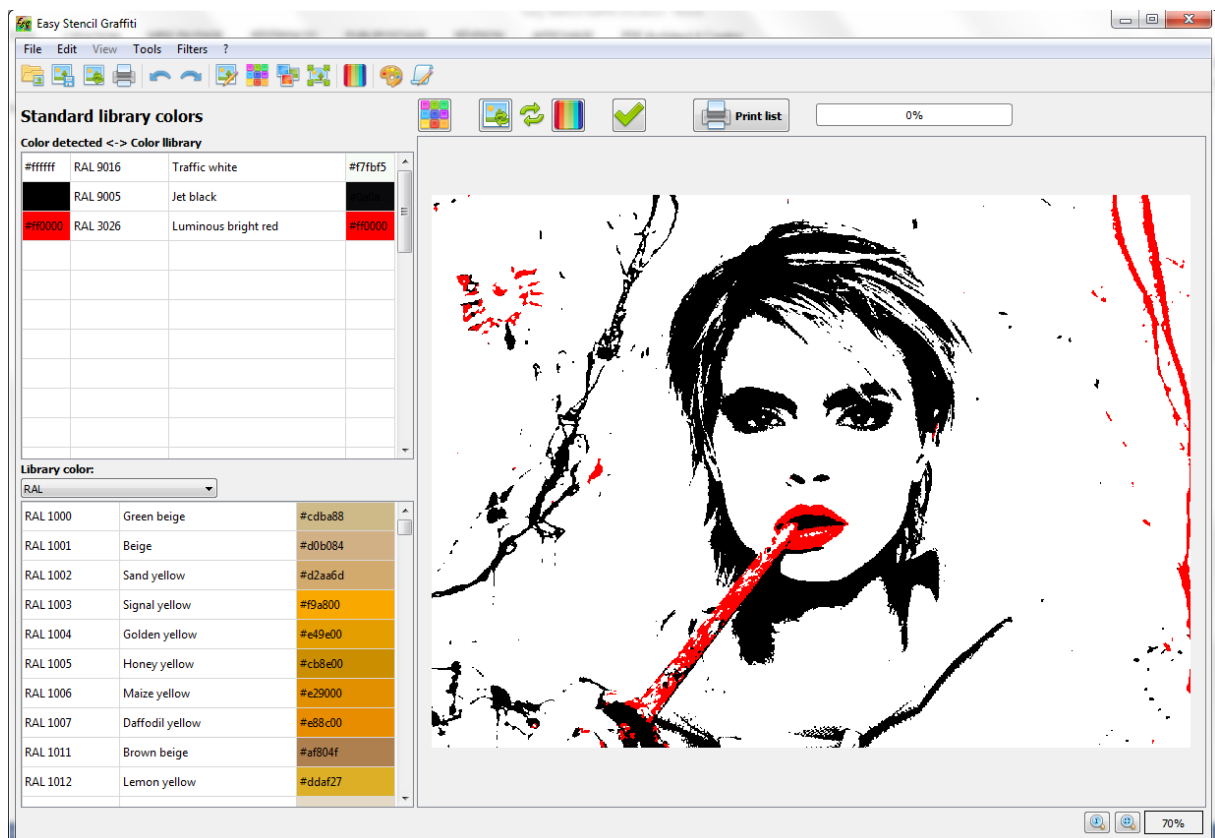 Easy Stencil Graffiti
File Edit View Tools Filters ?
Standard library colors
Print list
0%
Color detected <-> Color llibrary
#ffffff RAL 9016 Traffic white #f7fbf5
RAL 9005 Jet black
#ff0000 RAL 3026 Luminous bright red #ff0000
Library color:
RAL
RAL 1000 Green beige #cdba88
RAL 1001 Beige #d0b084
RAL 1002 Sand yellow #d2aa6d
RAL 1003 Signal yellow #f9a800
RAL 1004 Golden yellow #e49e00
RAL 1005 Honey yellow #cb8e00
RAL 1006 Maize yellow #e29000
RAL 1007 Daffodil yellow #e88c00
RAL 1011 Brown beige #af804f
RAL 1012 Lemon yellow #ddaf27
70%